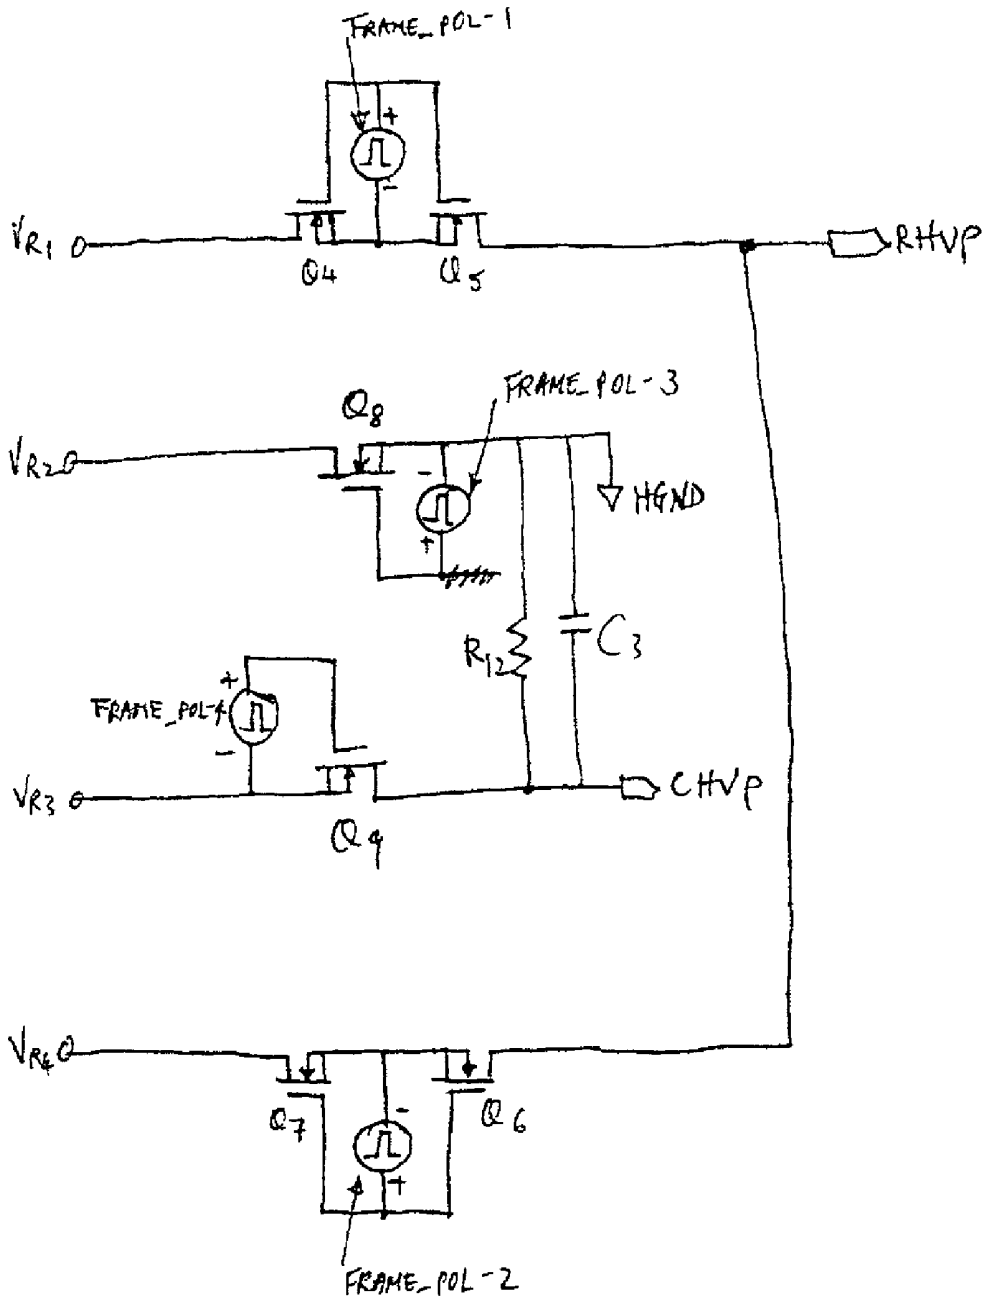 FRAME_POL-1
+
-
VR1
Q4
Q5
RHVP
FRAME_POL-3
Q8
VR2
-
+
HGND
R12
C3
+
FRAME_POL-4
-
VR3
CHVP
Q9
VR4
Q7
-
Q6
+
FRAME_POL-2